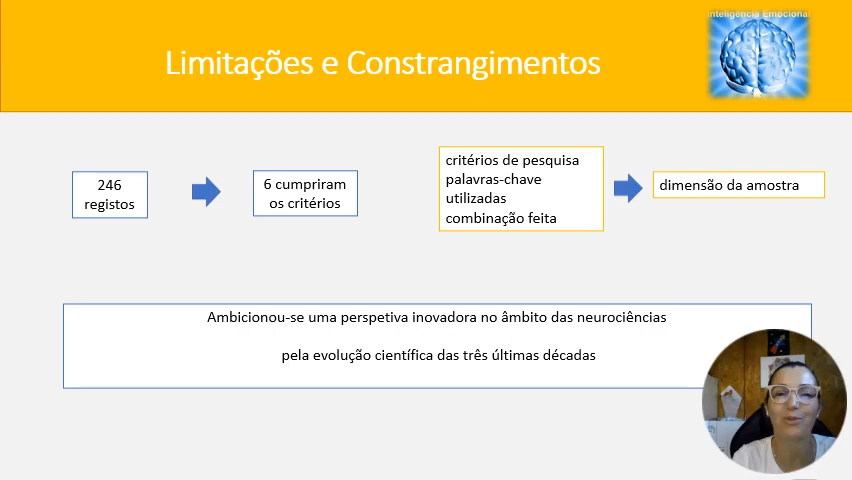 Inteligência Emocional
Limitações e Constrangimentos
246
registos
6 cumpriram
os critérios
critérios de pesquisa
palavras-chave
utilizadas
combinação feita
dimensão da amostra
Ambicionou-se uma perspetiva inovadora no âmbito das neurociências
pela evolução científica das três últimas décadas